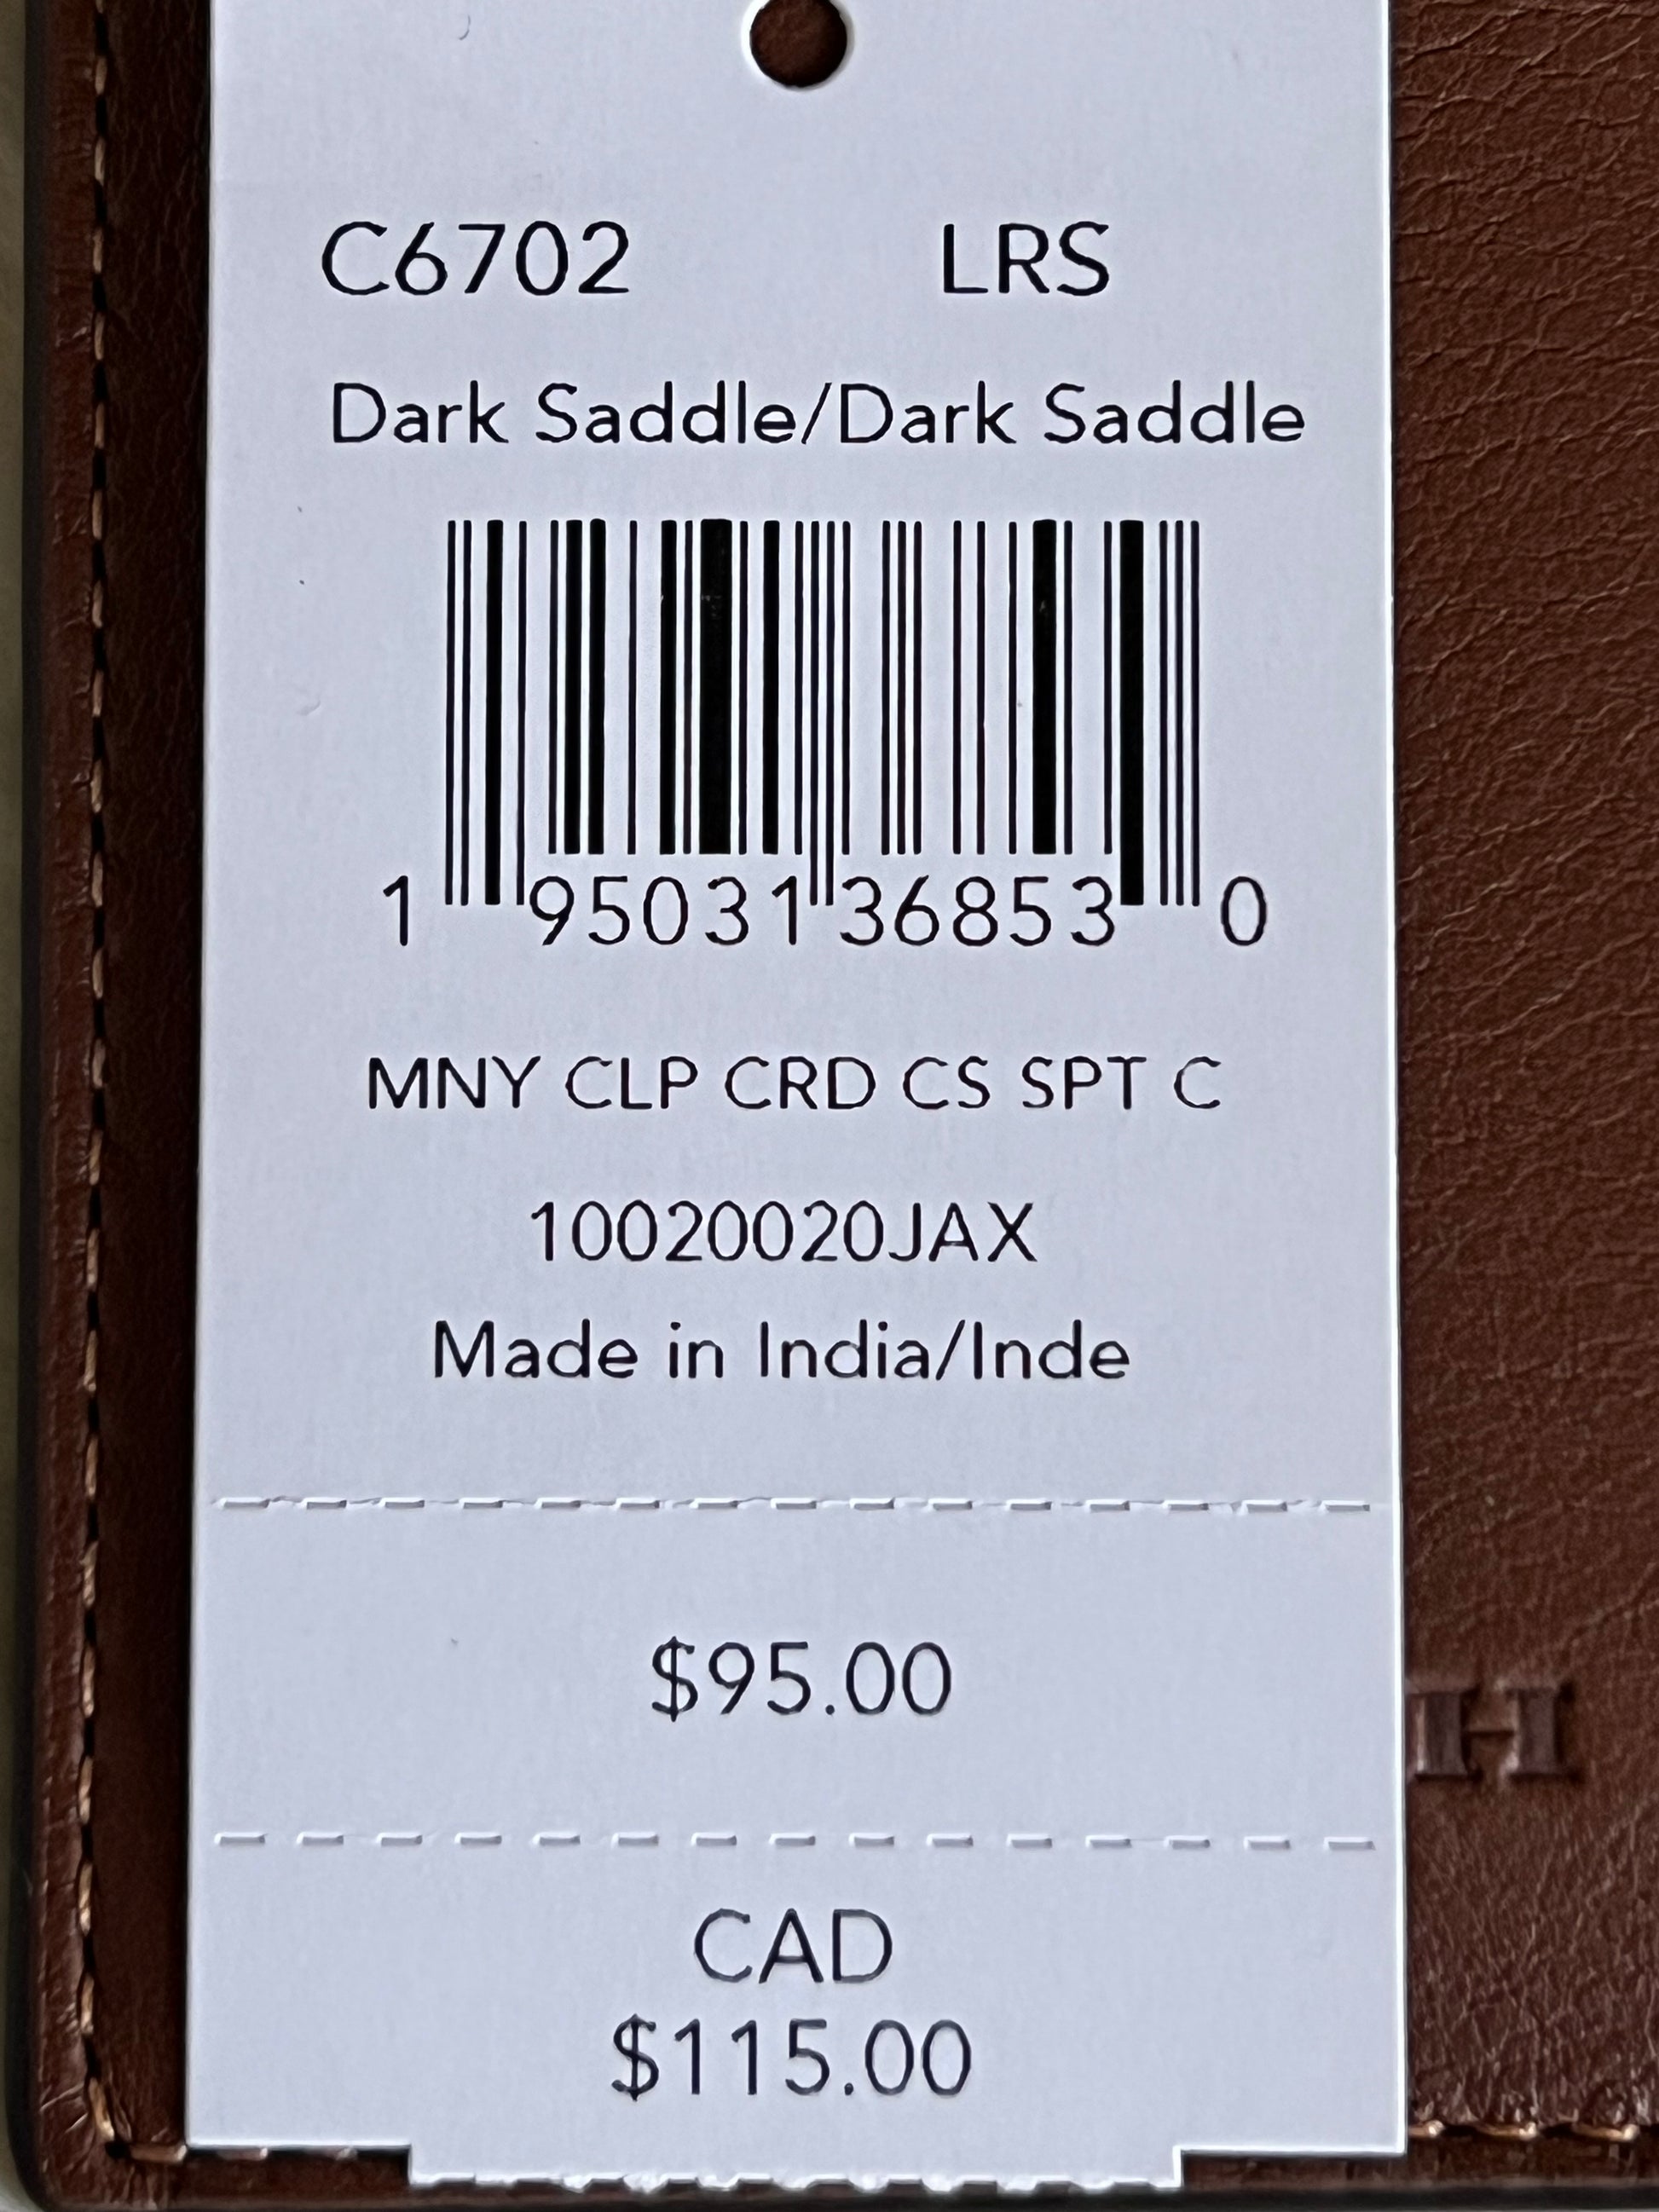 C6702 LRS
Dark Saddle/Dark Saddle
1 95031 36853 0
MNY CLP CRD CS SPT C
10020020JAX
Made in India/Inde
$95.00
H
CAD
$115.00